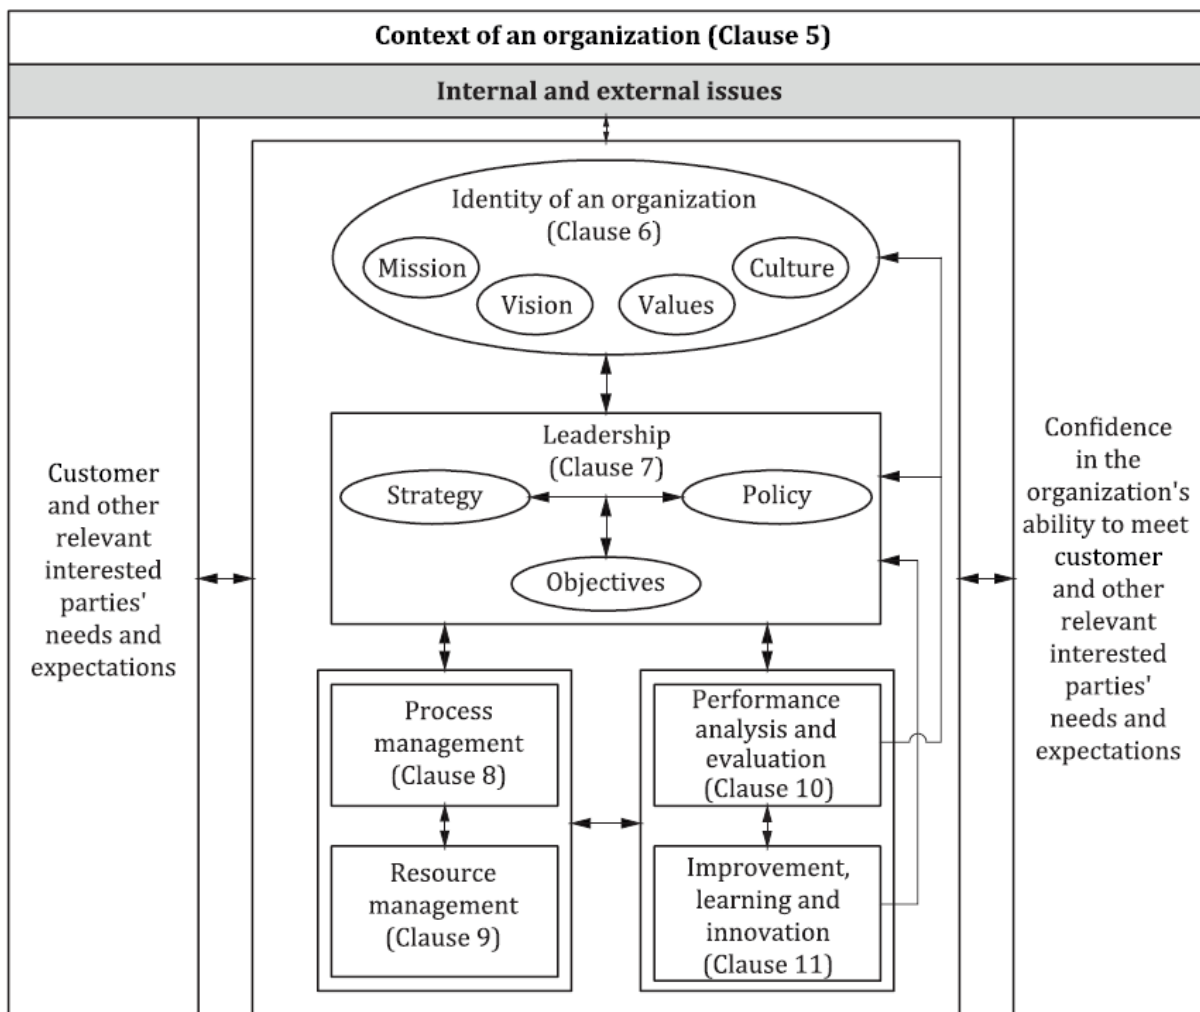 Context of an organization (Clause 5)
Internal and external issues
Customer
and other
relevant
interested
parties'
needs and
expectations
Identity of an organization
(Clause 6)
Mission
Vision
Values
Culture
Leadership
(Clause 7)
Strategy
Policy
Objectives
Process
management
(Clause 8)
Resource
management
(Clause 9)
Performance
analysis and
evaluation
(Clause 10)
Improvement,
learning and
innovation
(Clause 11)
Confidence
in the
organization's
ability to meet
customer
and other
relevant
interested
parties'
needs and
expectations